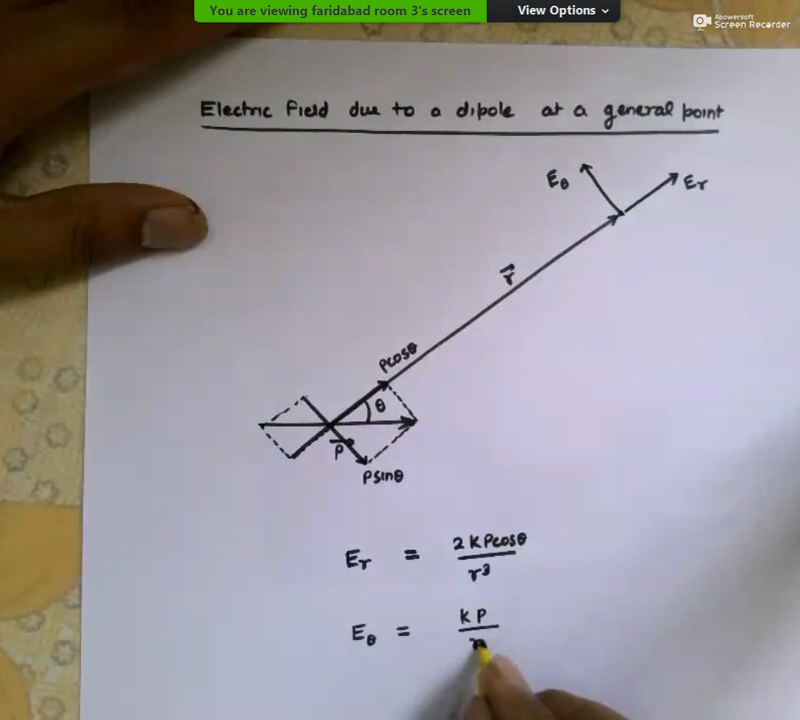 You are viewing faridabad room 3's screen
View Options
Apowersoft
Screen Recorder
Electric Field due to a dipole at a general point
Eθ
Er
r
Pcosθ
θ
P
Psinθ
Er = 2KPcosθ / r³
Eθ = KP / r